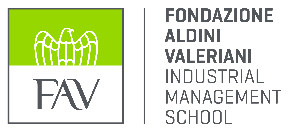 FAV
FONDAZIONE
ALDINI
VALERIANI
INDUSTRIAL
MANAGEMENT
SCHOOL